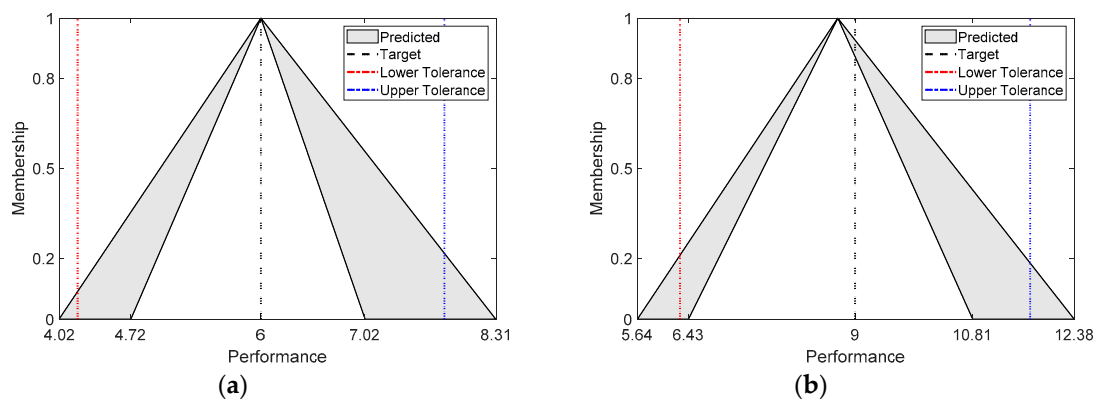 1
0.8
0.5
0.2
0
Membership
Predicted
Target
Lower Tolerance
Upper Tolerance
4.02 4.72 6 7.02 8.31
Performance
(a)
1
0.8
0.5
0.2
0
Membership
Predicted
Target
Lower Tolerance
Upper Tolerance
5.64 6.43 9 10.81 12.38
Performance
(b)